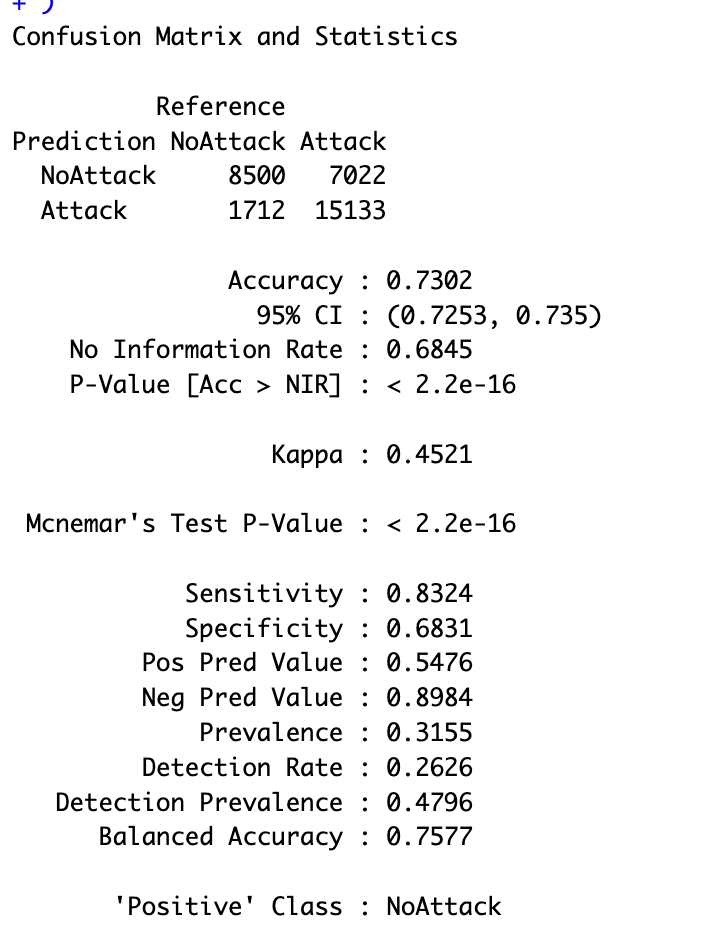 + )
Confusion Matrix and Statistics
Reference
Prediction NoAttack Attack
NoAttack 8500 7022
Attack 1712 15133
Accuracy : 0.7302
95% CI : (0.7253, 0.735)
No Information Rate : 0.6845
P-Value [Acc > NIR] : < 2.2e-16
Kappa : 0.4521
Mcnemar's Test P-Value : < 2.2e-16
Sensitivity : 0.8324
Specificity : 0.6831
Pos Pred Value : 0.5476
Neg Pred Value : 0.8984
Prevalence : 0.3155
Detection Rate : 0.2626
Detection Prevalence : 0.4796
Balanced Accuracy : 0.7577
'Positive' Class : NoAttack